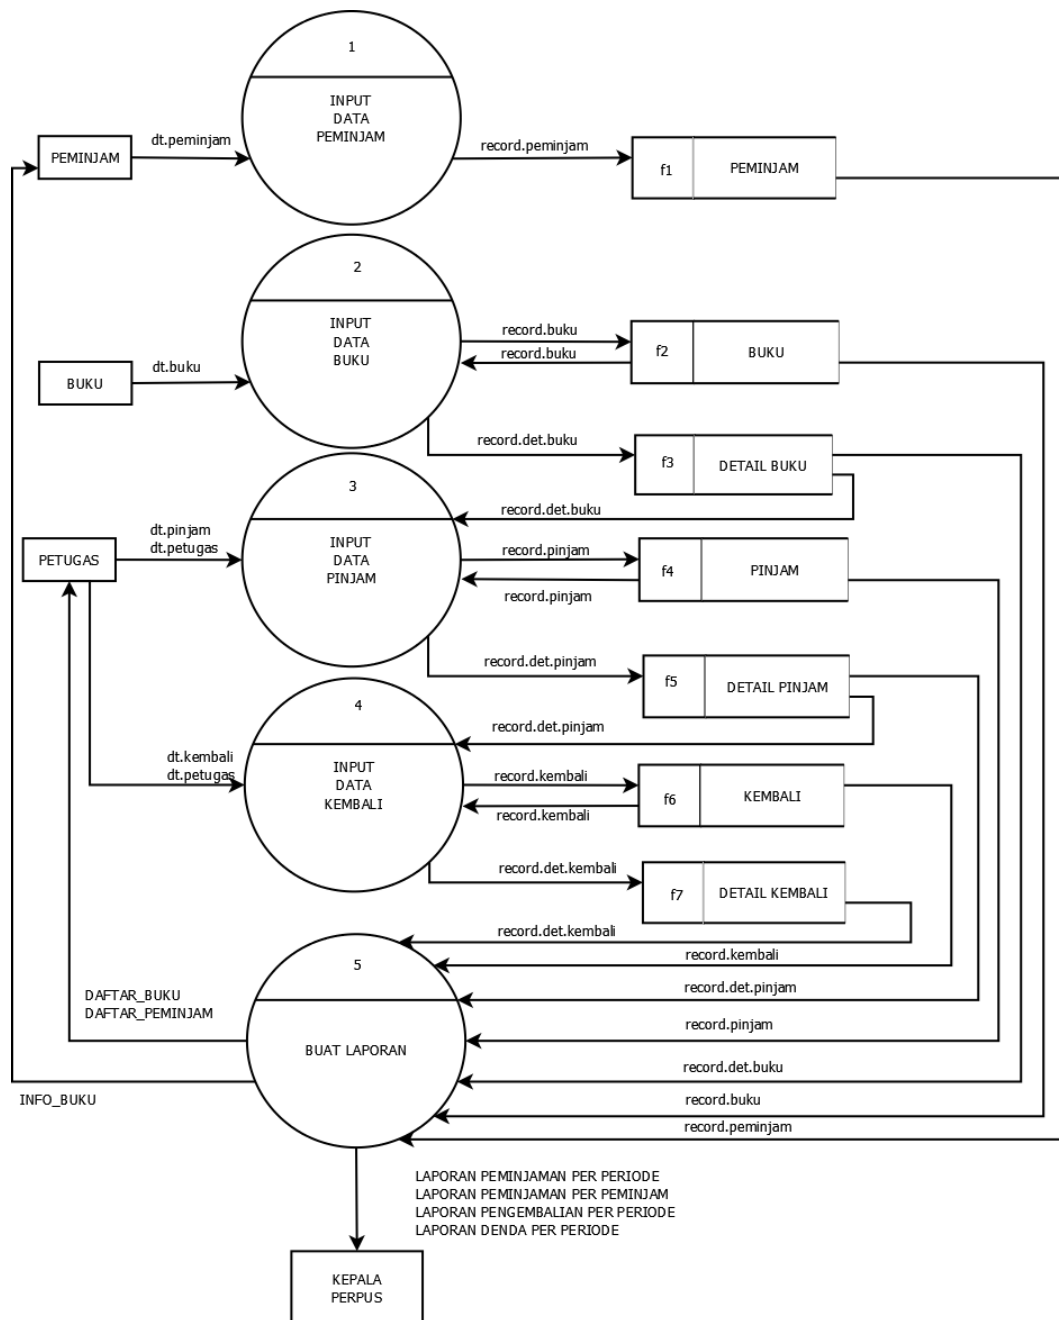 1
INPUT
DATA
PEMINJAM
dt.peminjam
PEMINJAM
record.peminjam
f1
PEMINJAM
2
INPUT
DATA
BUKU
record.buku
record.buku
f2
BUKU
dt.buku
BUKU
record.det.buku
f3
DETAIL BUKU
3
record.det.buku
INPUT
DATA
PINJAM
dt.pinjam
dt.petugas
PETUGAS
record.pinjam
record.pinjam
f4
PINJAM
record.det.pinjam
f5
DETAIL PINJAM
4
record.det.pinjam
INPUT
DATA
KEMBALI
dt.kembali
dt.petugas
record.kembali
record.kembali
f6
KEMBALI
record.det.kembali
f7
DETAIL KEMBALI
record.det.kembali
5
record.kembali
record.det.pinjam
DAFTAR_BUKU
DAFTAR_PEMINJAM
record.pinjam
BUAT LAPORAN
record.det.buku
INFO_BUKU
record.buku
record.peminjam
LAPORAN PEMINJAMAN PER PERIODE
LAPORAN PEMINJAMAN PER PEMINJAM
LAPORAN PENGEMBALIAN PER PERIODE
LAPORAN DENDA PER PERIODE
KEPALA
PERPUS